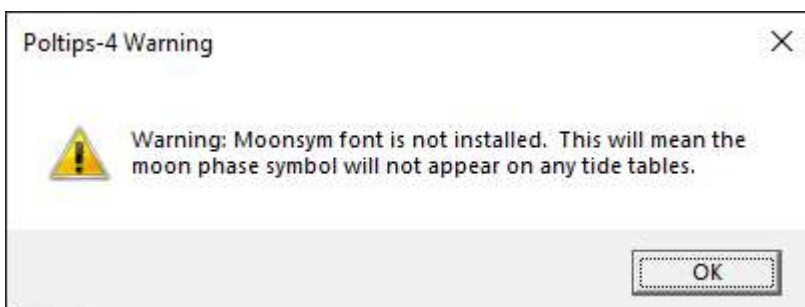 Poltips-4 Warning
Warning: Moonsym font is not installed.  This will mean the
moon phase symbol will not appear on any tide tables.
OK